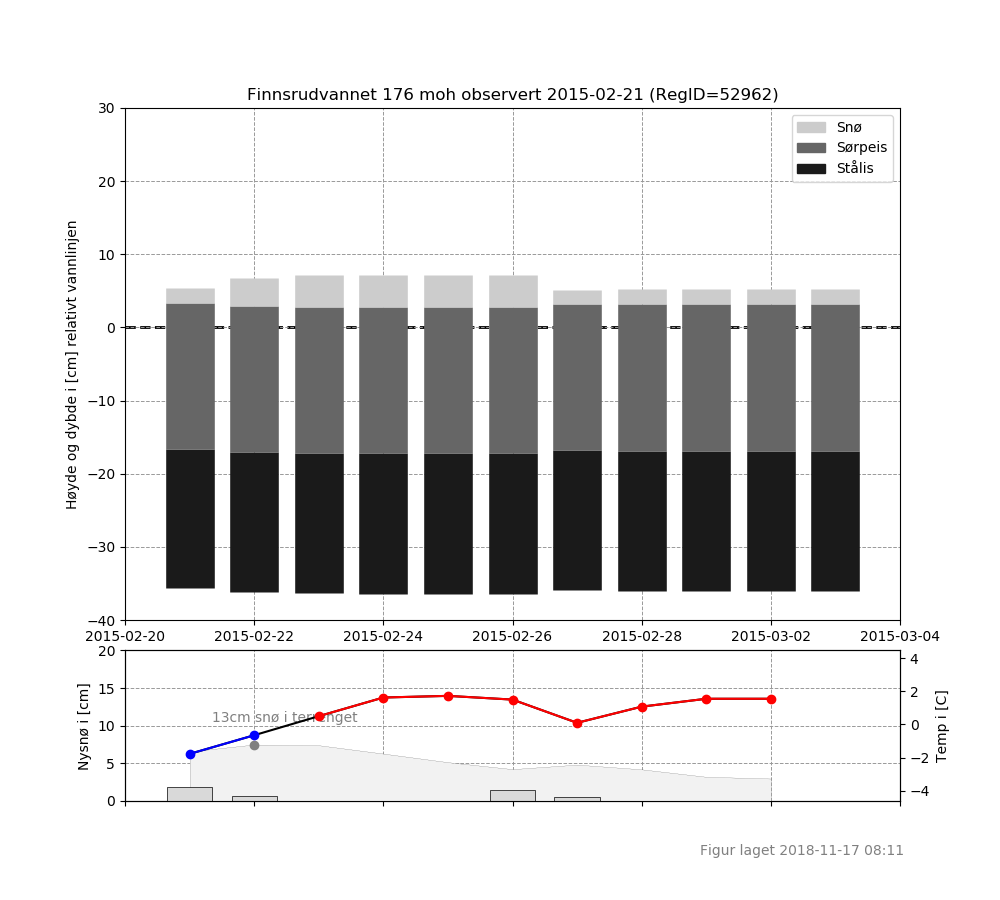 Finnsrudvannet 176 moh observert 2015-02-21 (RegID=52962)
Snø
Sørpeis
Stålis
Høyde og dybde i [cm] relativt vannlinjen
30
20
10
0
−10
−20
−30
−40
2015-02-20 2015-02-22 2015-02-24 2015-02-26 2015-02-28 2015-03-02 2015-03-04
Nysnø i [cm]
20
15
10
5
0
13cm snø i terrenget
4
2
0
−2
−4
Temp i [C]
Figur laget 2018-11-17 08:11